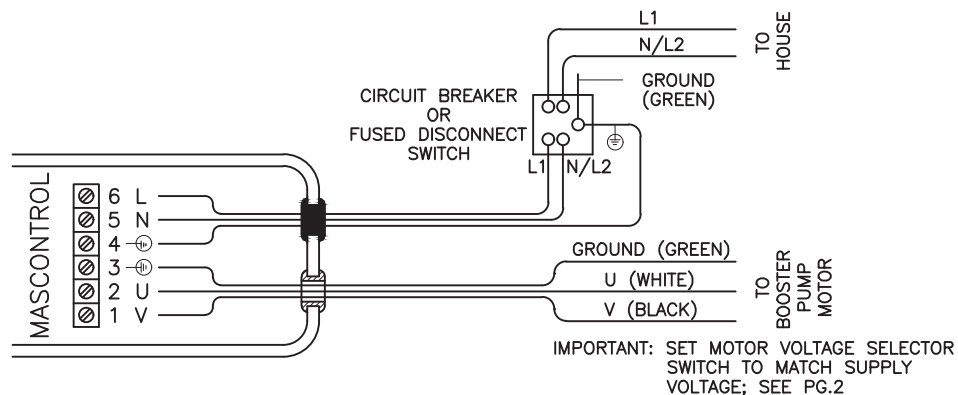 L1
N/L2
TO
HOUSE
GROUND
(GREEN)
CIRCUIT BREAKER
OR
FUSED DISCONNECT
SWITCH
L1 N/L2
MASCONTROL
6 L
5 N
4
3
2 U
1 V
GROUND (GREEN)
U (WHITE)
V (BLACK)
TO
BOOSTER
PUMP
MOTOR
IMPORTANT: SET MOTOR VOLTAGE SELECTOR
SWITCH TO MATCH SUPPLY
VOLTAGE; SEE PG.2